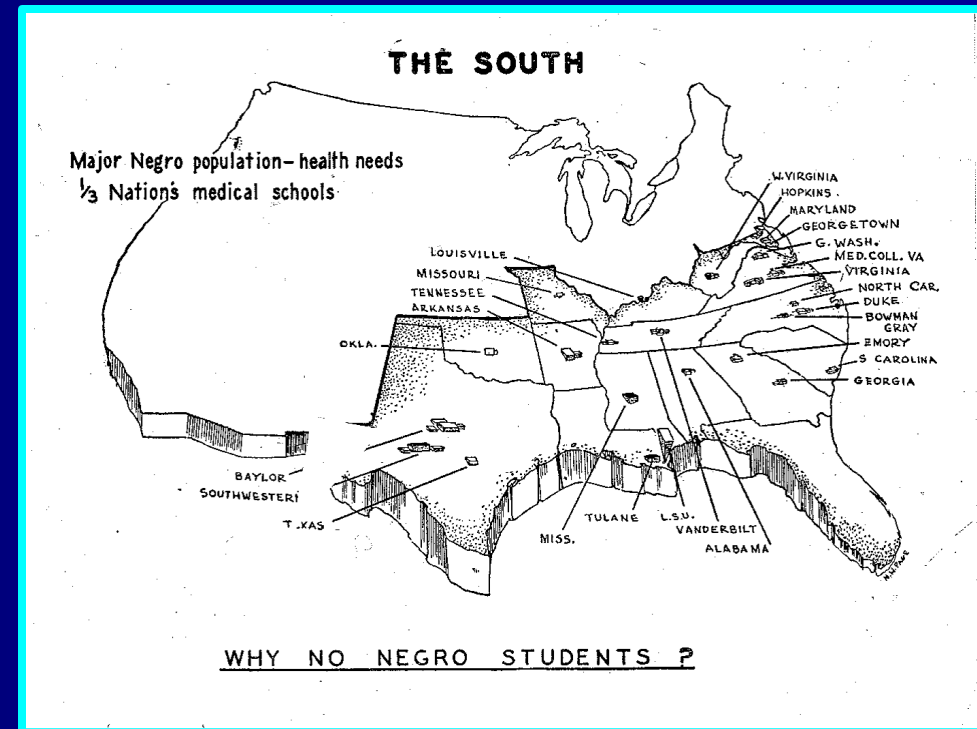 THE SOUTH
Major Negro population-health needs
1/3 Nation's medical schools
W.VIRGINIA
HOPKINS.
MARYLAND
GEORGETOWN
G. WASH.
MED.COLL. VA
VIRGINIA
NORTH CAR.
DUKE
BOWMAN
GRAY
EMORY
S CAROLINA
GEORGIA
LOUISVILLE
MISSOURI
TENNESSEE
ARKANSAS
OKLA.
BAYLOR
SOUTHWESTERI
T.XAS
MISS.
TULANE
L.S.U.
VANDERBILT
ALABAMA
WHY NO NEGRO STUDENTS ?